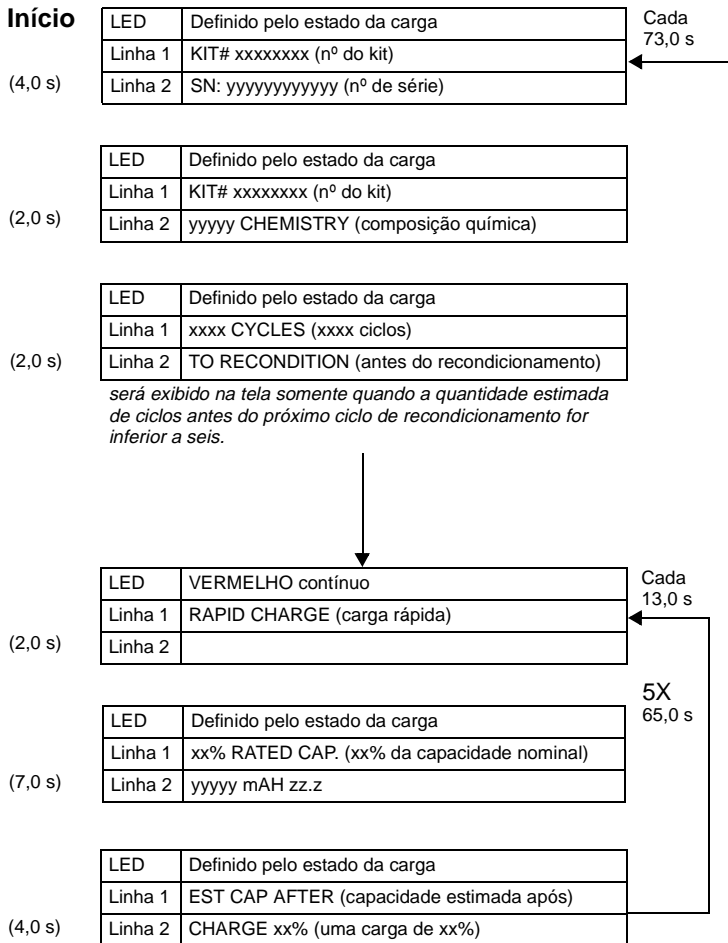 Início
LED Definido pelo estado da carga
Cada
73,0 s
Linha 1 KIT# xxxxxxxx (nº do kit)
(4,0 s)
Linha 2 SN: yyyyyyyyyyyy (nº de série)
LED Definido pelo estado da carga
Linha 1 KIT# xxxxxxxx (nº do kit)
(2,0 s)
Linha 2 yyyyy CHEMISTRY (composição química)
LED Definido pelo estado da carga
Linha 1 xxxx CYCLES (xxxx ciclos)
(2,0 s)
Linha 2 TO RECONDITION (antes do recondicionamento)
será exibido na tela somente quando a quantidade estimada
de ciclos antes do próximo ciclo de recondicionamento for
inferior a seis.
LED VERMELHO contínuo
Cada
13,0 s
Linha 1 RAPID CHARGE (carga rápida)
(2,0 s)
Linha 2
5X
65,0 s
LED Definido pelo estado da carga
Linha 1 xx% RATED CAP. (xx% da capacidade nominal)
(7,0 s)
Linha 2 yyyyy mAH zz.z
LED Definido pelo estado da carga
Linha 1 EST CAP AFTER (capacidade estimada após)
(4,0 s)
Linha 2 CHARGE xx% (uma carga de xx%)